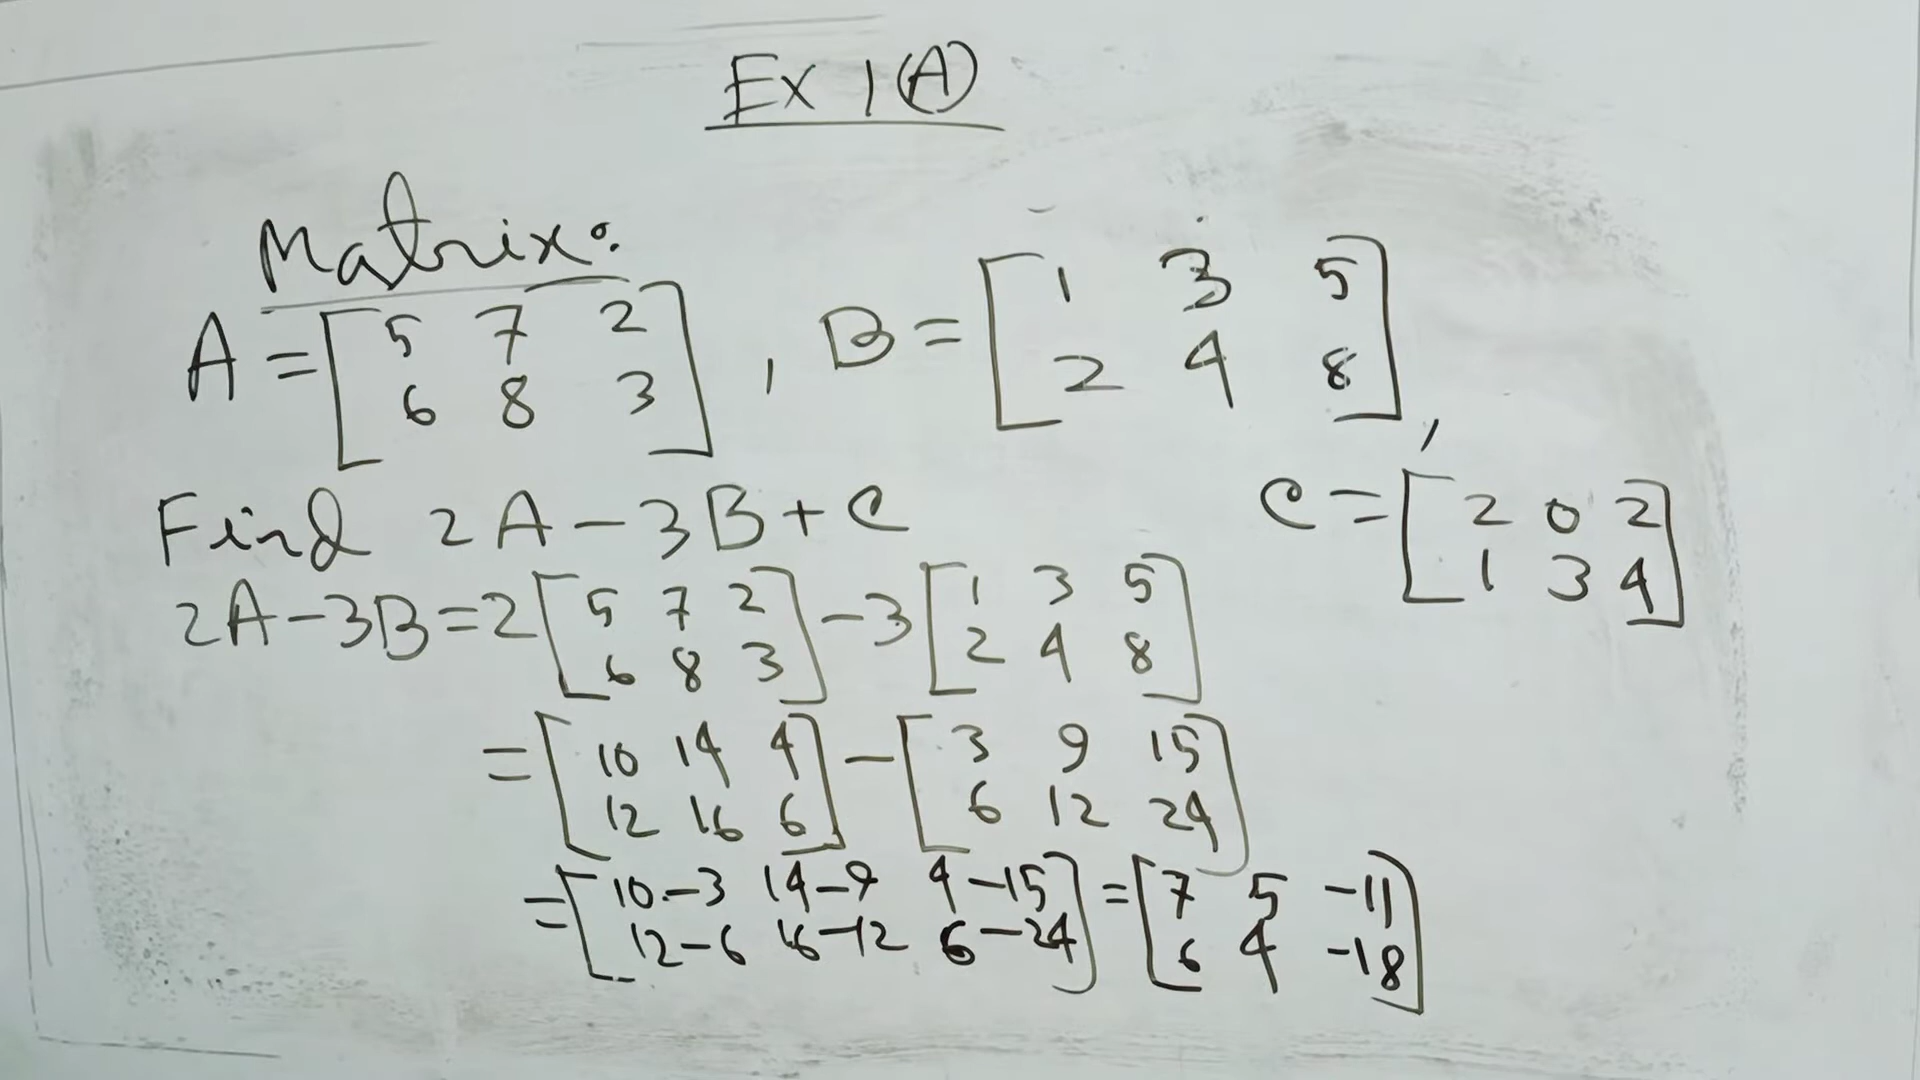 Ex 1(A)
Matrix:
A = [5 7 2
6 8 3] , B = [1 3 5
2 4 8] ,
C = [2 0 2
1 3 4]
Find 2A - 3B + C
2A - 3B = 2 [5 7 2
6 8 3] - 3 [1 3 5
2 4 8]
= [10 14 4
12 16 6] - [3 9 15
6 12 24]
= [10-3 14-9 4-15
12-6 16-12 6-24] = [7 5 -11
6 4 -18]